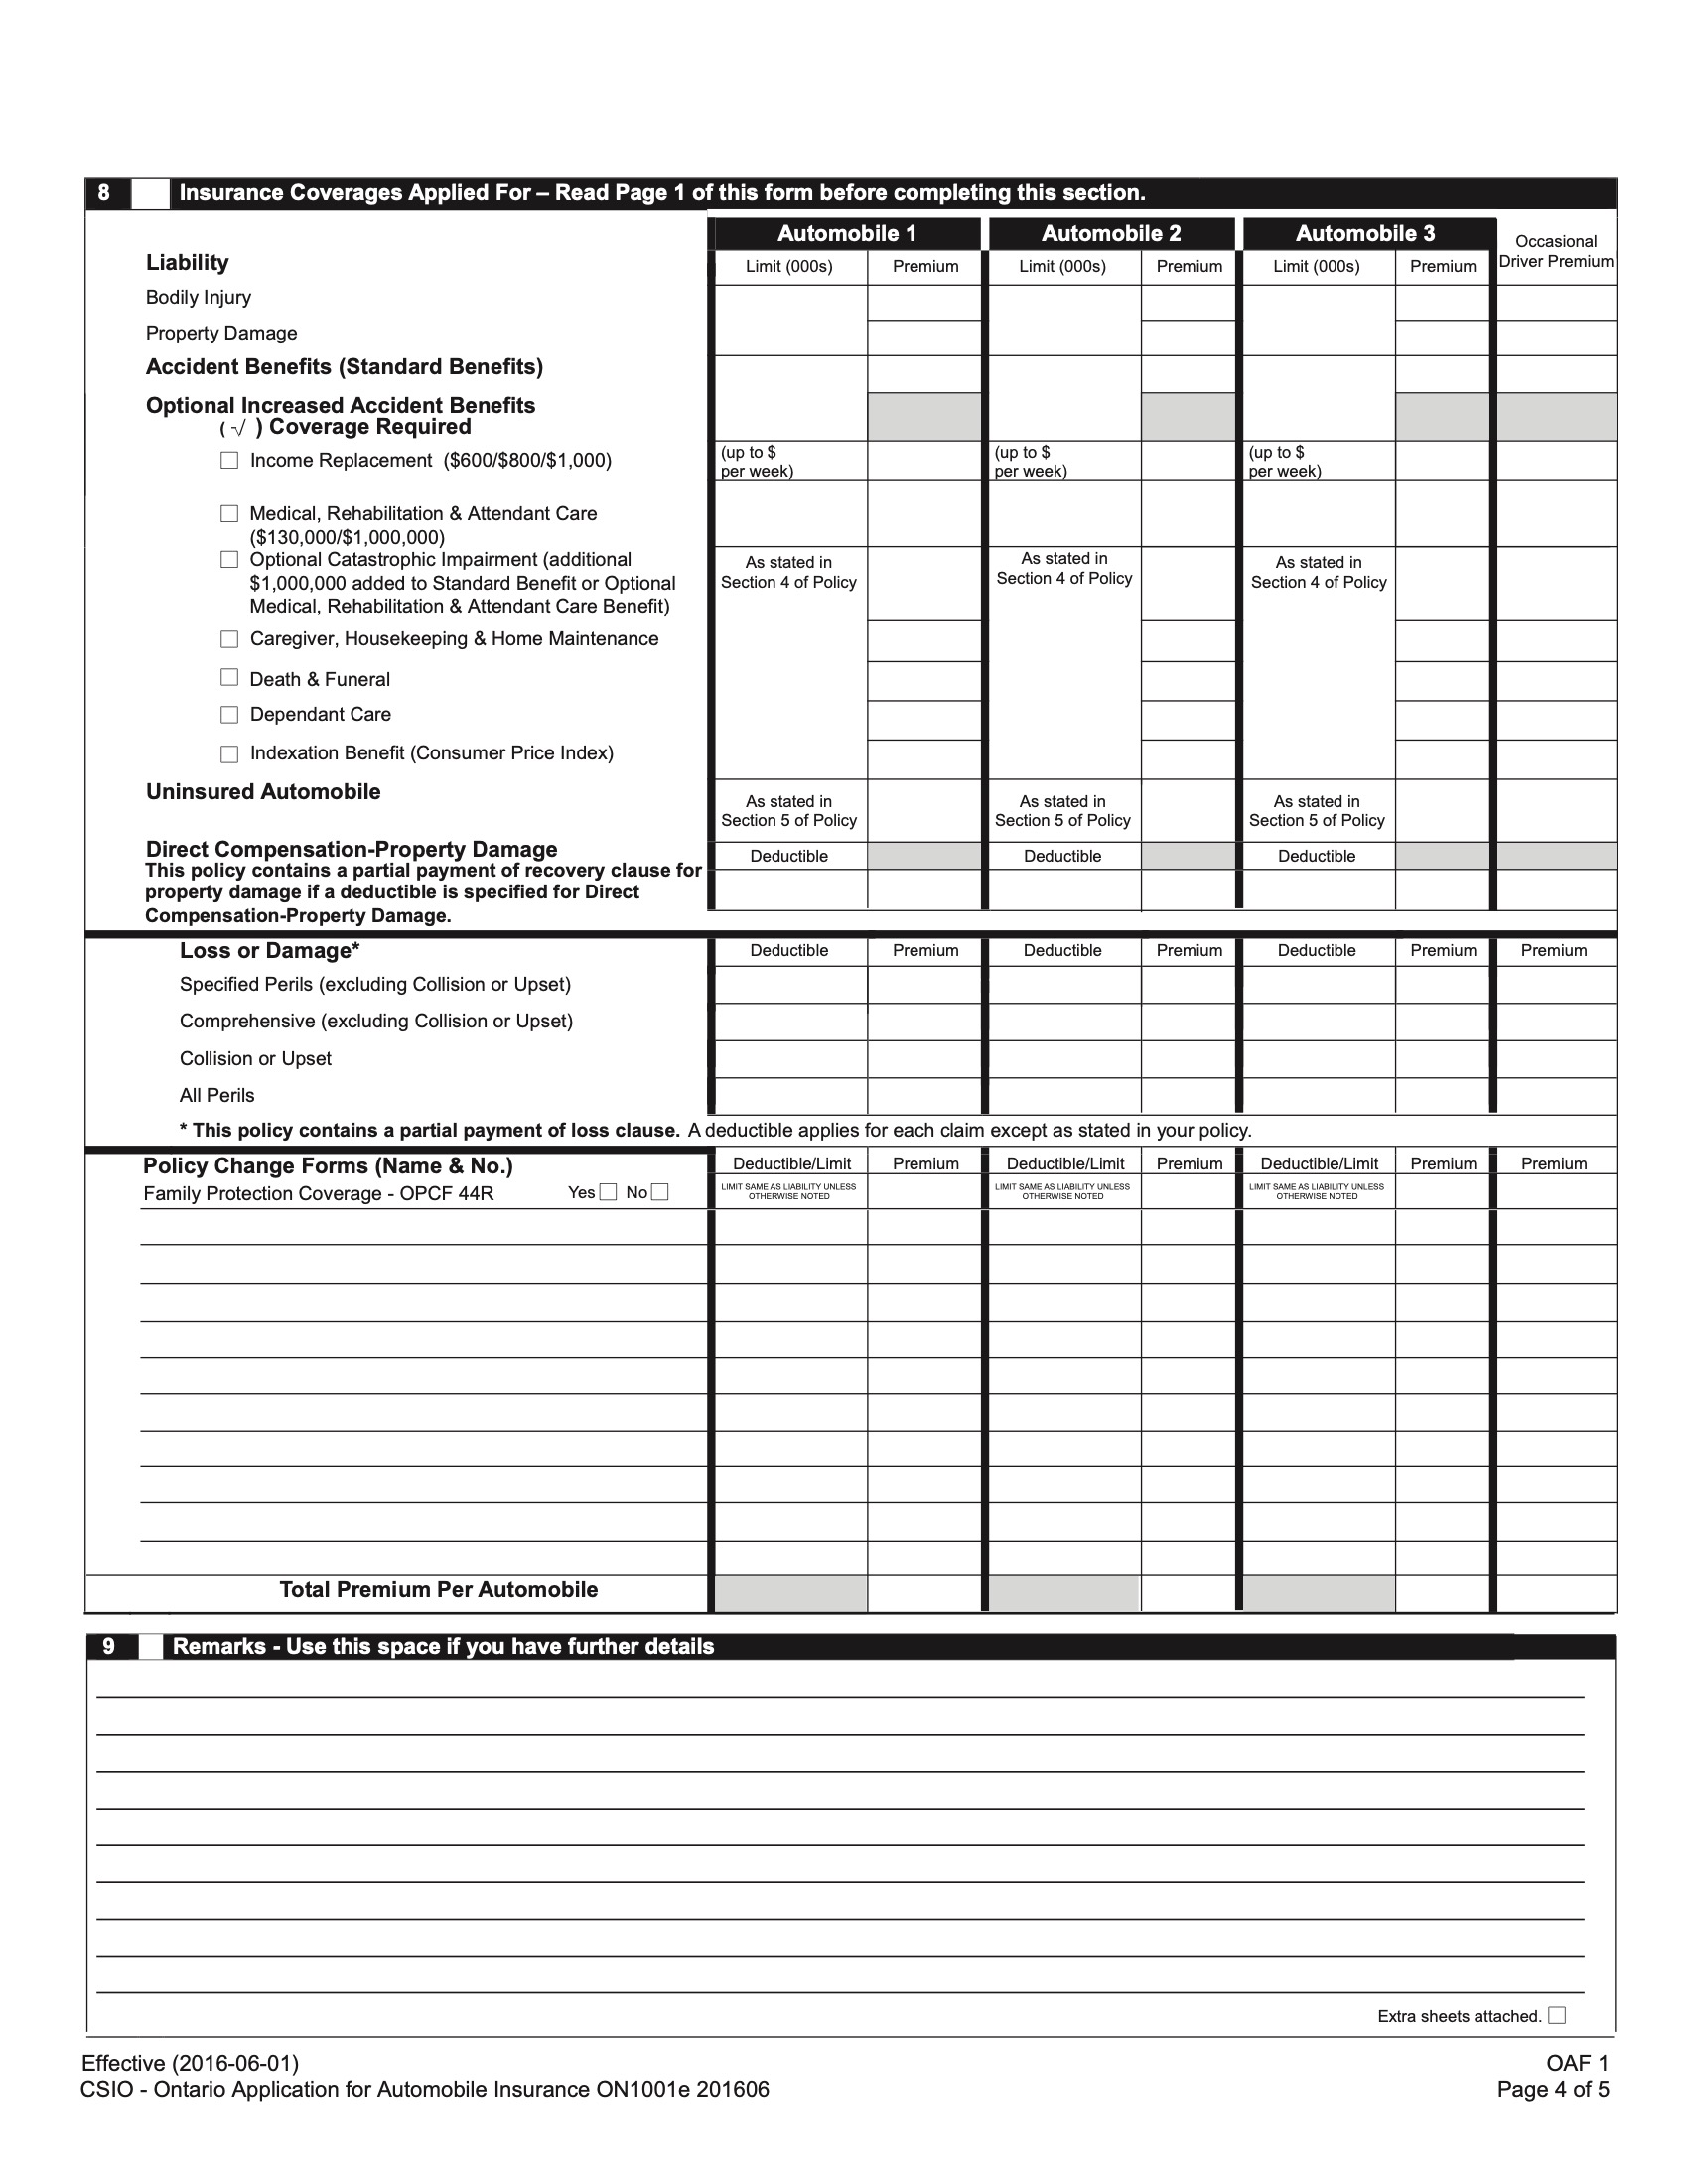 8 Insurance Coverages Applied For – Read Page 1 of this form before completing this section.
Automobile 1 Automobile 2 Automobile 3 Occasional
Driver Premium
Liability Limit (000s) Premium Limit (000s) Premium Limit (000s) Premium
Bodily Injury
Property Damage
Accident Benefits (Standard Benefits)
Optional Increased Accident Benefits
( √ ) Coverage Required
Income Replacement ($600/$800/$1,000) (up to $ (up to $ (up to $
per week) per week) per week)
Medical, Rehabilitation & Attendant Care
($130,000/$1,000,000)
Optional Catastrophic Impairment (additional As stated in As stated in As stated in
$1,000,000 added to Standard Benefit or Optional Section 4 of Policy Section 4 of Policy Section 4 of Policy
Medical, Rehabilitation & Attendant Care Benefit)
Caregiver, Housekeeping & Home Maintenance
Death & Funeral
Dependant Care
Indexation Benefit (Consumer Price Index)
Uninsured Automobile As stated in As stated in As stated in
Section 5 of Policy Section 5 of Policy Section 5 of Policy
Direct Compensation-Property Damage Deductible Deductible Deductible
This policy contains a partial payment of recovery clause for
property damage if a deductible is specified for Direct
Compensation-Property Damage.
Loss or Damage* Deductible Premium Deductible Premium Deductible Premium Premium
Specified Perils (excluding Collision or Upset)
Comprehensive (excluding Collision or Upset)
Collision or Upset
All Perils
* This policy contains a partial payment of loss clause. A deductible applies for each claim except as stated in your policy.
Policy Change Forms (Name & No.) Deductible/Limit Premium Deductible/Limit Premium Deductible/Limit Premium Premium
Family Protection Coverage - OPCF 44R Yes No LIMIT SAME AS LIABILITY UNLESS LIMIT SAME AS LIABILITY UNLESS LIMIT SAME AS LIABILITY UNLESS
OTHERWISE NOTED OTHERWISE NOTED OTHERWISE NOTED
Total Premium Per Automobile
9 Remarks - Use this space if you have further details
Extra sheets attached.
Effective (2016-06-01) OAF 1
CSIO - Ontario Application for Automobile Insurance ON1001e 201606 Page 4 of 5